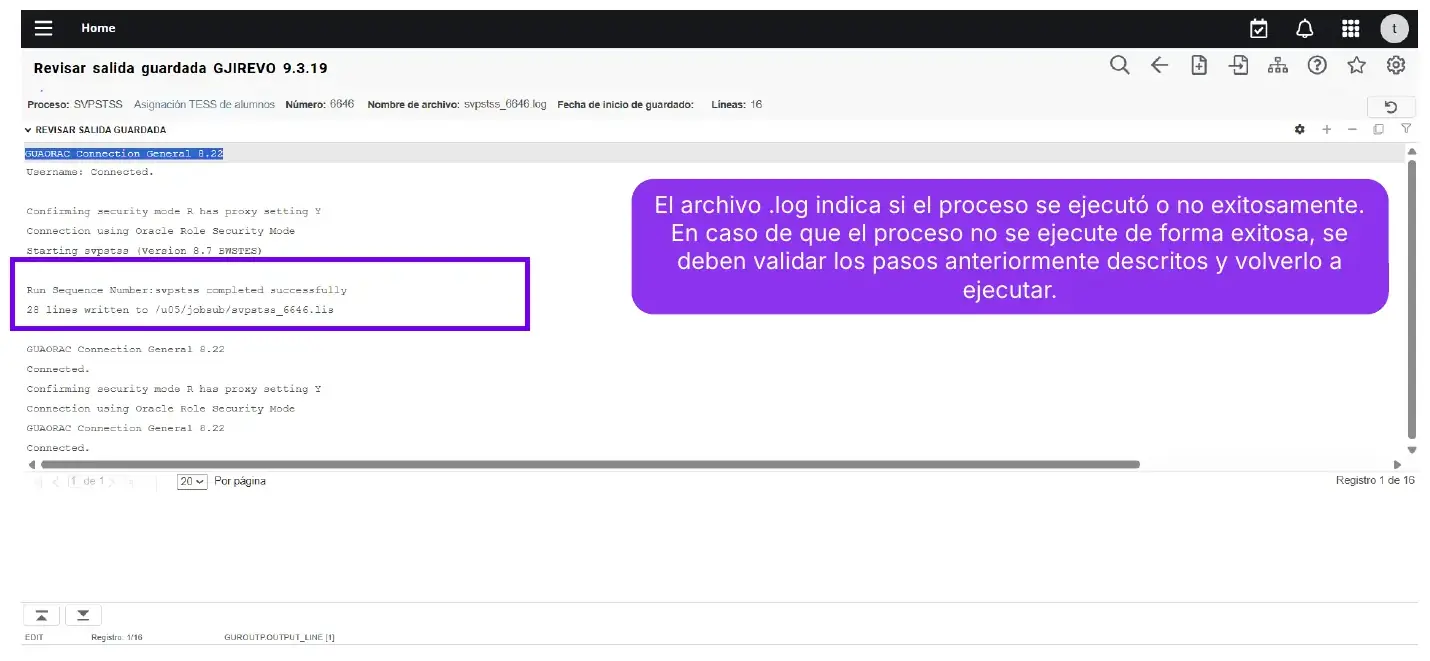 Home
t
Revisar salida guardada GJIREVO 9.3.19
Proceso: SVPSTSS Asignación TESS de alumnos Número: 6646 Nombre de archivo: svpstss_6646.log Fecha de inicio de guardado: Líneas: 16
REVISAR SALIDA GUARDADA
GUAORAC Connection General 8.22
Username: Connected.
Confirming security mode R has proxy setting Y
Connection using Oracle Role Security Mode
Starting svpstss (Version 8.7 BWSTES)
Run Sequence Number:svpstss completed successfully
28 lines written to /u05/jobsub/svpstss_6646.lis
GUAORAC Connection General 8.22
Connected.
Confirming security mode R has proxy setting Y
Connection using Oracle Role Security Mode
GUAORAC Connection General 8.22
Connected.
El archivo .log indica si el proceso se ejecutó o no exitosamente.
En caso de que el proceso no se ejecute de forma exitosa, se
deben validar los pasos anteriormente descritos y volverlo a
ejecutar.
1 de 1 20 Por página Registro 1 de 16
EDIT Registro: 1/16 GUROUTP.OUTPUT_LINE [1]